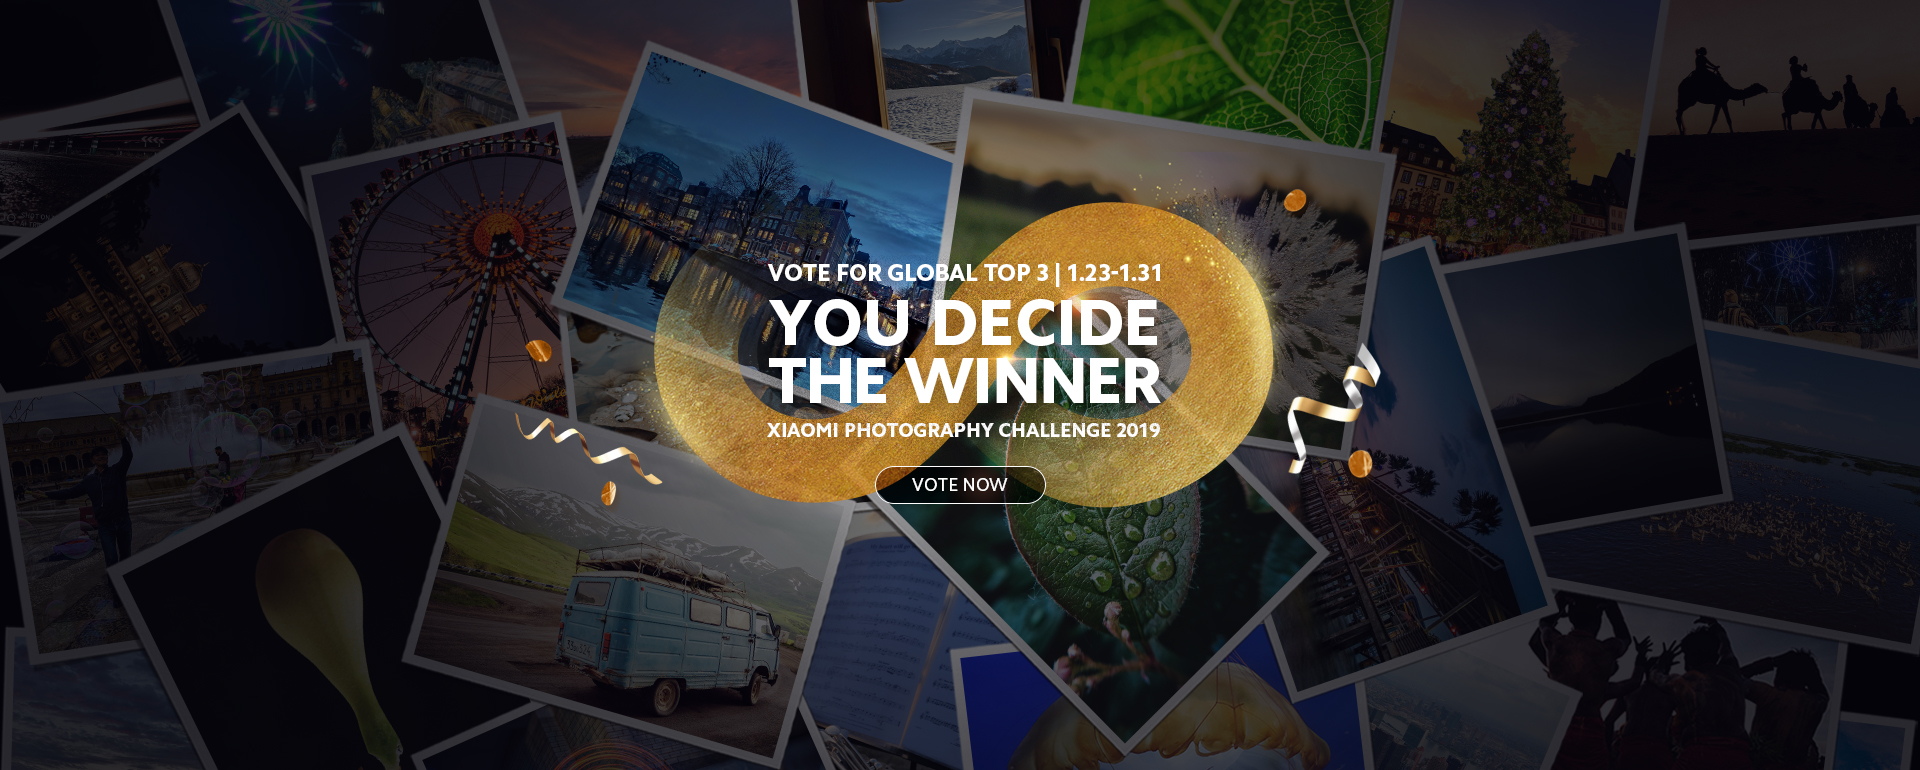 VOTE FOR GLOBAL TOP 3 | 1.23-1.31
YOU DECIDE
THE WINNER
XIAOMI PHOTOGRAPHY CHALLENGE 2019
VOTE NOW